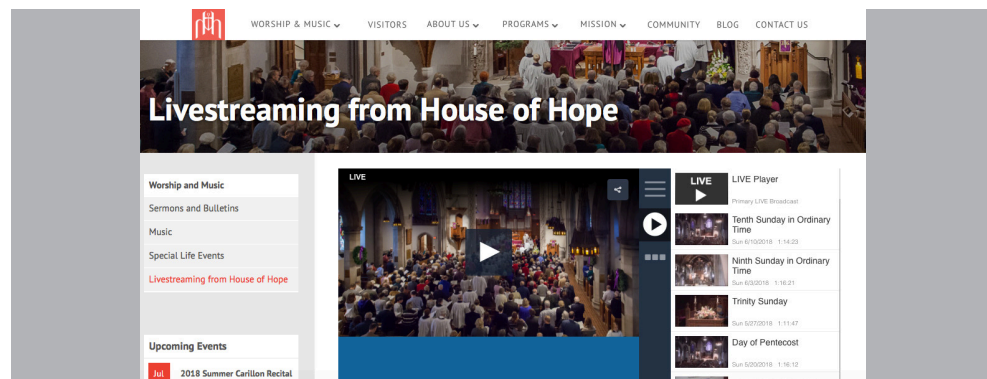 WORSHIP & MUSIC VISITORS ABOUT US PROGRAMS MISSION COMMUNITY BLOG CONTACT US
Livestreaming from House of Hope
Worship and Music
Sermons and Bulletins
Music
Special Life Events
Livestreaming from House of Hope
Upcoming Events
Jul 2018 Summer Carillon Recital
LIVE
LIVE
LIVE Player
Primary LIVE Broadcast
Tenth Sunday in Ordinary
Time
Sun 6/10/2018 1:14:23
Ninth Sunday in Ordinary
Time
Sun 6/3/2018 1:16:21
Trinity Sunday
Sun 5/27/2018 1:11:47
Day of Pentecost
Sun 5/20/2018 1:16:12